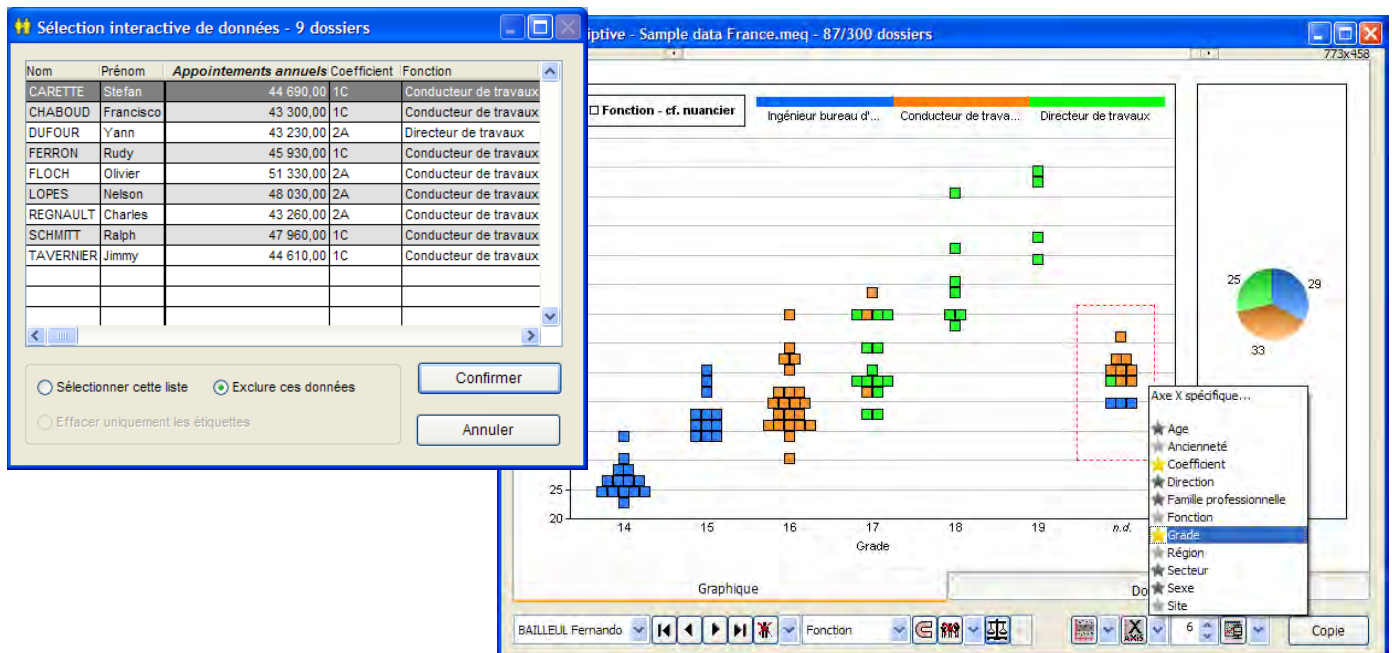 Sélection interactive de données - 9 dossiers
Nom Prénom Appointements annuels Coefficient Fonction
CARETTE Stefan 44 690,00 1C Conducteur de travaux
CHABOUD Francisco 43 300,00 1C Conducteur de travaux
DUFOUR Yann 43 230,00 2A Directeur de travaux
FERRON Rudy 45 930,00 1C Conducteur de travaux
FLOCH Olivier 51 330,00 2A Conducteur de travaux
LOPES Nelson 48 030,00 2A Conducteur de travaux
REGNAULT Charles 43 260,00 2A Conducteur de travaux
SCHMITT Ralph 47 960,00 1C Conducteur de travaux
TAVERNIER Jimmy 44 610,00 1C Conducteur de travaux
Sélectionner cette liste Exclure ces données
Effacer uniquement les étiquettes
Confirmer
Annuler
iptive - Sample data France.meq - 87/300 dossiers
773x458
Fonction - cf. nuancier
Ingénieur bureau d'... Conducteur de trava... Directeur de travaux
25 29
33
25
20
14 15 16 17 18 19 n.d.
Grade
Axe X spécifique...
Age
Ancienneté
Coefficient
Direction
Famille professionnelle
Fonction
Grade
Région
Secteur
Sexe
Site
Graphique Do
BAILLEUL Fernando Fonction X AXIS 6 Copie